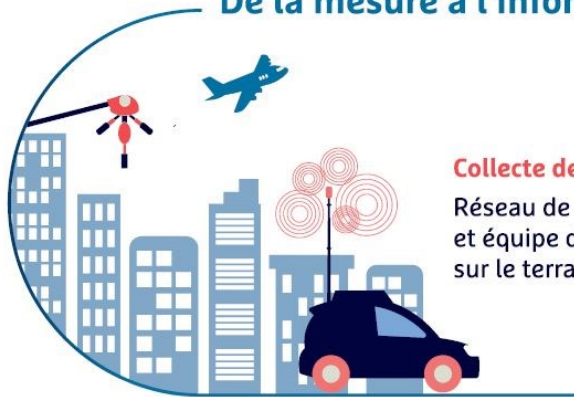 De la mesure à l'infor
Collecte de
Réseau de
et équipe d
sur le terra